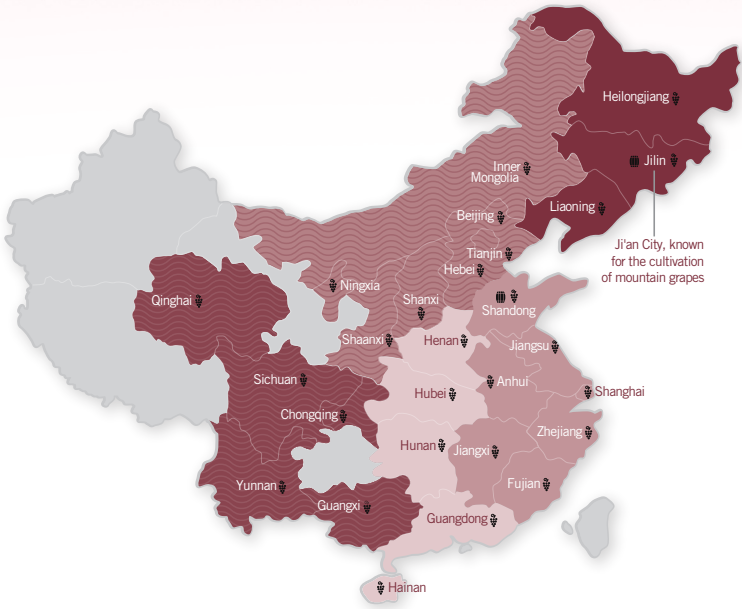 Heilongjiang
Jilin
Inner
Mongolia
Liaoning
Beijing
Ji'an City, known
for the cultivation
of mountain grapes
Tianjin
Hebei
Ningxia
Qinghai
Shanxi
Shandong
Shaanxi
Henan
Jiangsu
Sichuan
Anhui
Hubei
Shanghai
Chongqing
Zhejiang
Hunan
Jiangxi
Yunnan
Fujian
Guangxi
Guangdong
Hainan